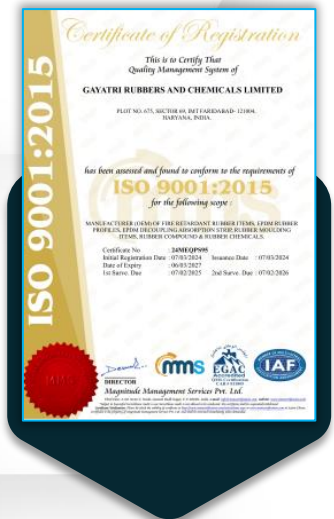 Certificate of Registration
This is to Certify That
Quality Management System of
GAYATRI RUBBERS AND CHEMICALS LIMITED
PLOT NO. 675, SECTOR 69, IMT FARIDABAD- 121004,
HARYANA, INDIA.
has been assessed and found to conform to the requirements of
ISO 9001:2015
for the following scope :
MANUFACTURER (OEM) OF FIRE RETARDANT RUBBER ITEMS, EPDM RUBBER
PROFILES, EPDM DECOUPLING ABSORPTION STRIP, RUBBER MOULDING
ITEMS, RUBBER COMPOUND & RUBBER CHEMICALS.
Certificate No : 24MEQPS05
Initial Registration Date : 07/03/2024 Issuance Date : 07/03/2024
Date of Expiry : 06/03/2027
1st Surve. Due : 07/02/2025 2nd Surve. Due : 07/02/2026
ISO 9001:2015
DIRECTOR
mms
EGAC
Accredited
IAF
Magnitude Management Services Pvt. Ltd.